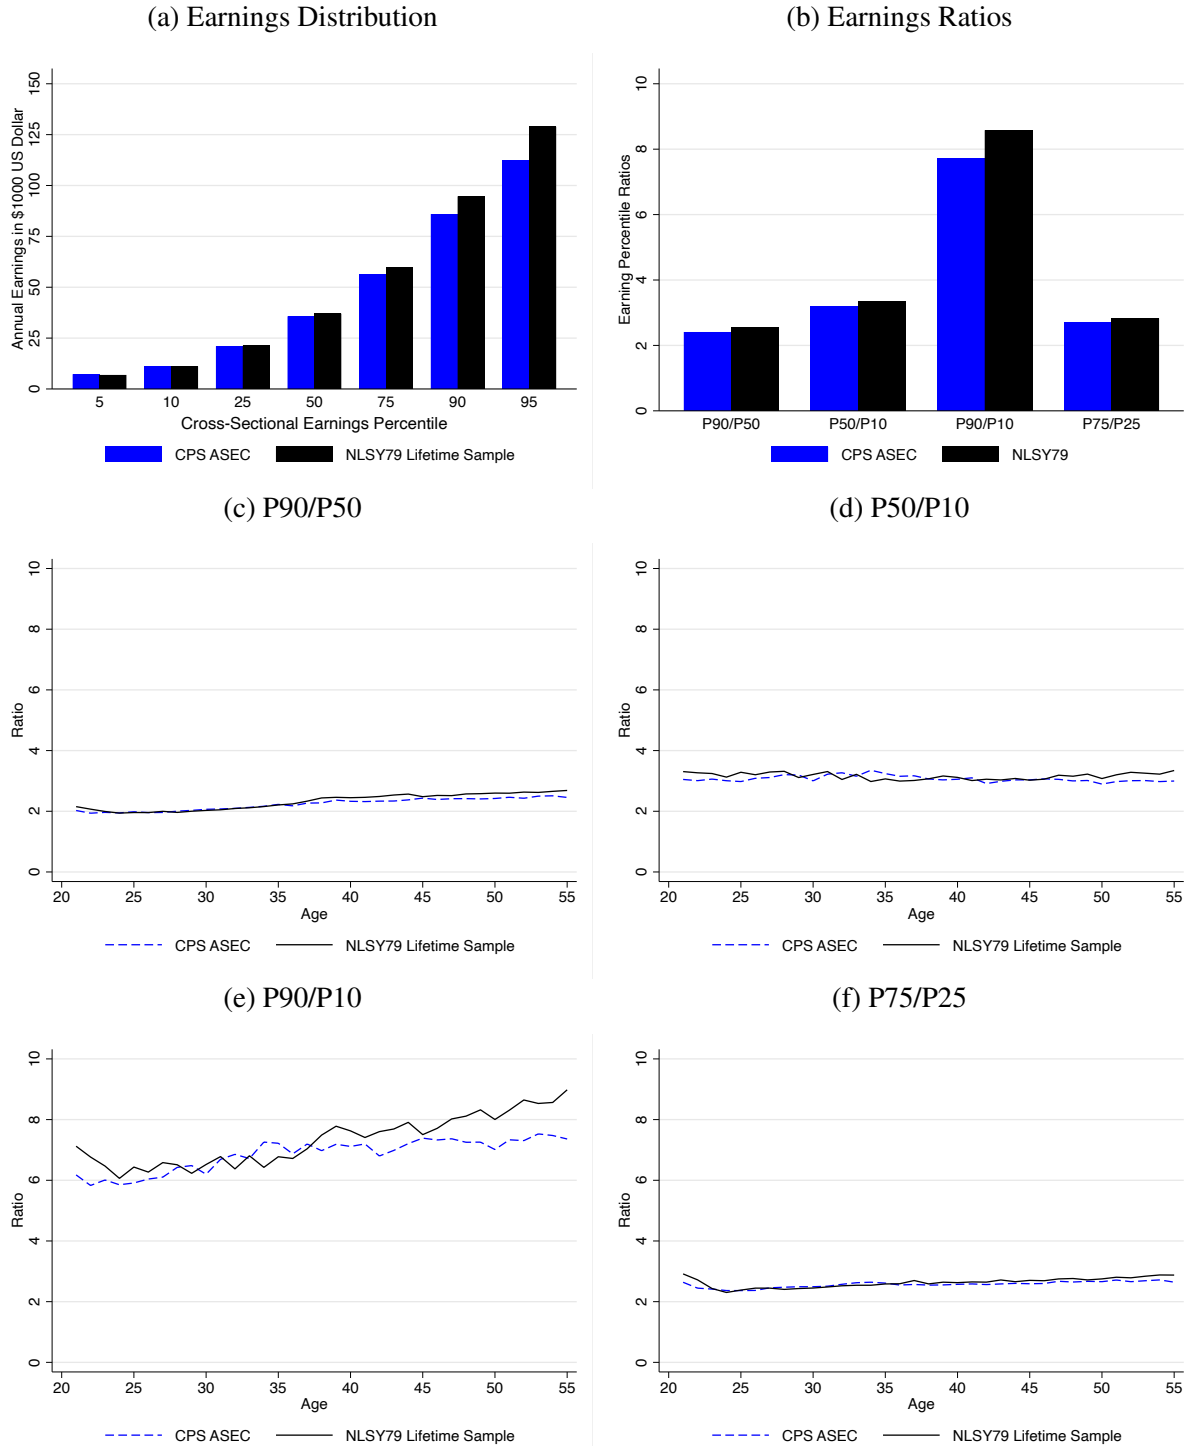 (a) Earnings Distribution
Annual Earnings in $1000 US Dollar
150
125
100
75
50
25
0
5 10 25 50 75 90 95
Cross-Sectional Earnings Percentile
CPS ASEC NLSY79 Lifetime Sample
(b) Earnings Ratios
Earning Percentile Ratios
10
8
6
4
2
0
P90/P50 P50/P10 P90/P10 P75/P25
CPS ASEC NLSY79
(c) P90/P50
Ratio
10
8
6
4
2
0
20 25 30 35 40 45 50 55
Age
CPS ASEC NLSY79 Lifetime Sample
(d) P50/P10
Ratio
10
8
6
4
2
0
20 25 30 35 40 45 50 55
Age
CPS ASEC NLSY79 Lifetime Sample
(e) P90/P10
Ratio
10
8
6
4
2
0
20 25 30 35 40 45 50 55
Age
CPS ASEC NLSY79 Lifetime Sample
(f) P75/P25
Ratio
10
8
6
4
2
0
20 25 30 35 40 45 50 55
Age
CPS ASEC NLSY79 Lifetime Sample